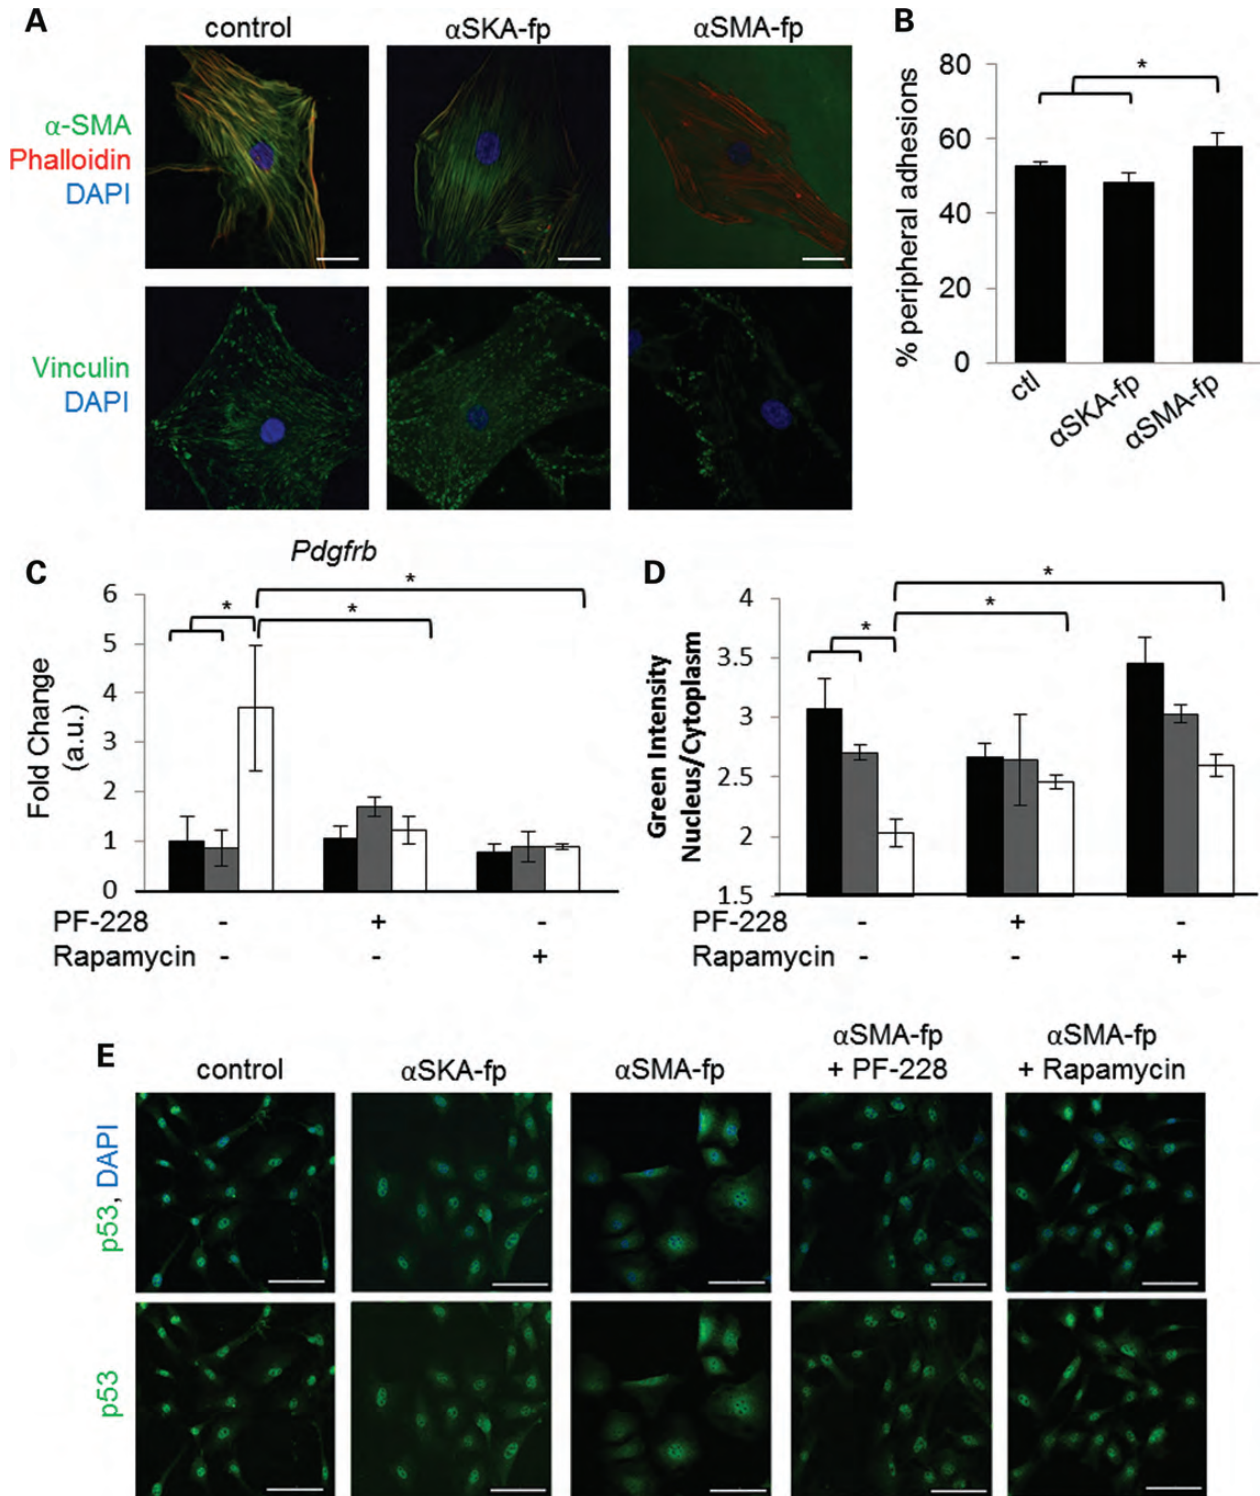 A
control
αSKA-fp
αSMA-fp
α-SMA
Phalloidin
DAPI
Vinculin
DAPI
B
% peripheral adhesions
80
60
40
20
0
*
ctl
αSKA-fp
αSMA-fp
C
Pdgfrb
Fold Change
(a.u.)
6
5
4
3
2
1
0
*
*
*
PF-228 - + -
Rapamycin - - +
D
Green Intensity
Nucleus/Cytoplasm
4
3.5
3
2.5
2
1.5
*
*
*
PF-228 - + -
Rapamycin - - +
E
control
αSKA-fp
αSMA-fp
αSMA-fp
+ PF-228
αSMA-fp
+ Rapamycin
p53, DAPI
p53